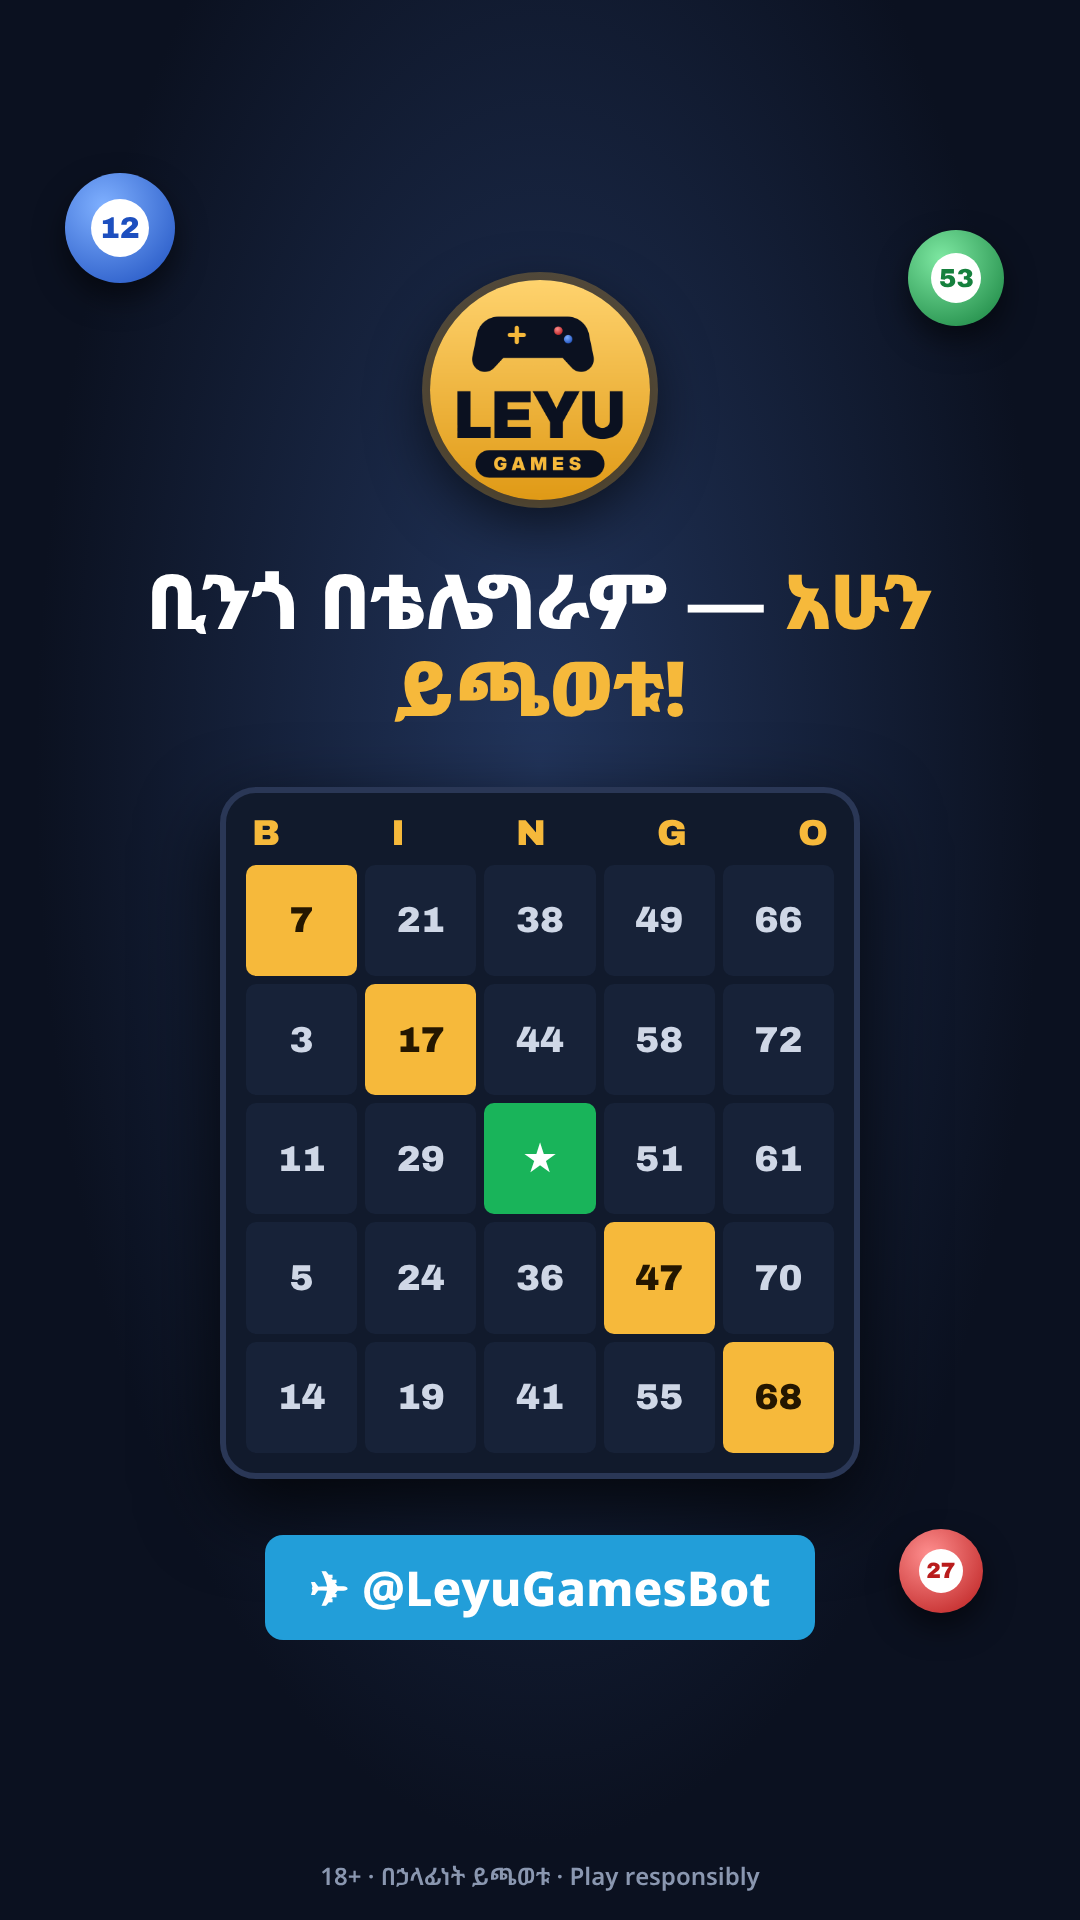 12
53
LEYU
GAMES
ቢንጎ በቴሌግራም — አሁን
ይጫወቱ!
B I N G O
7 21 38 49 66
3 17 44 58 72
11 29 ★ 51 61
5 24 36 47 70
14 19 41 55 68
✈ @LeyuGamesBot
27
18+ · በኃላፊነት ይጫወቱ · Play responsibly